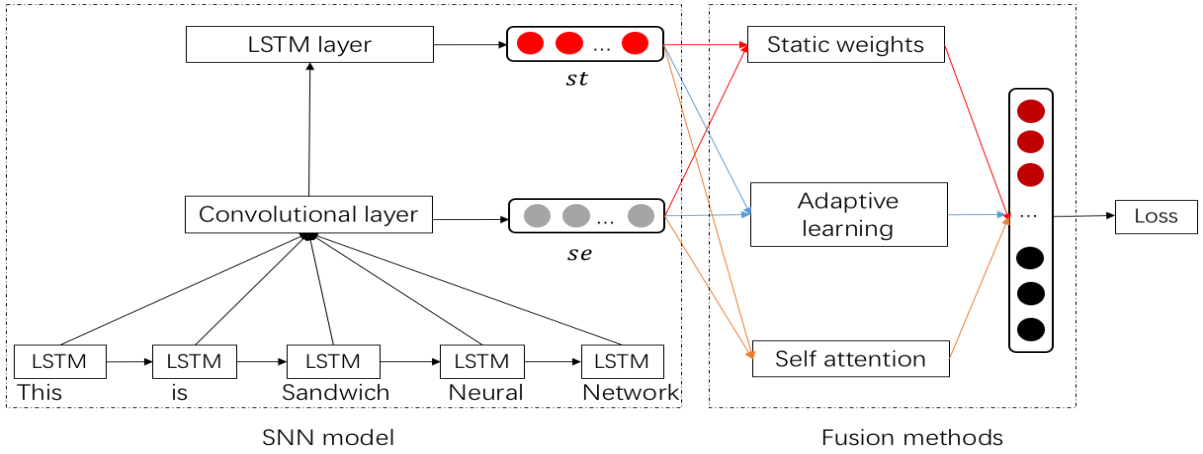 LSTM layer
...
st
Static weights
Convolutional layer
...
se
Adaptive
learning
...
Loss
LSTM LSTM LSTM LSTM LSTM
This is Sandwich Neural Network
Self attention
SNN model
Fusion methods